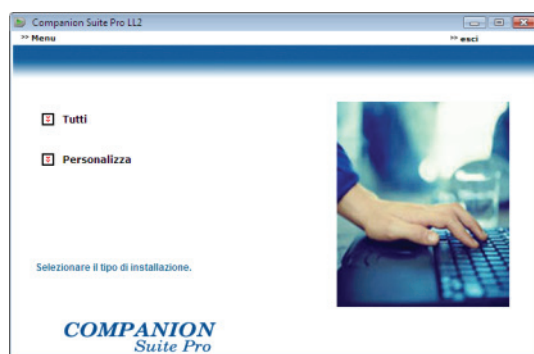 Companion Suite Pro LL2
>> Menu
>> esci
Tutti
Personalizza
Selezionare il tipo di installazione.
COMPANION
Suite Pro